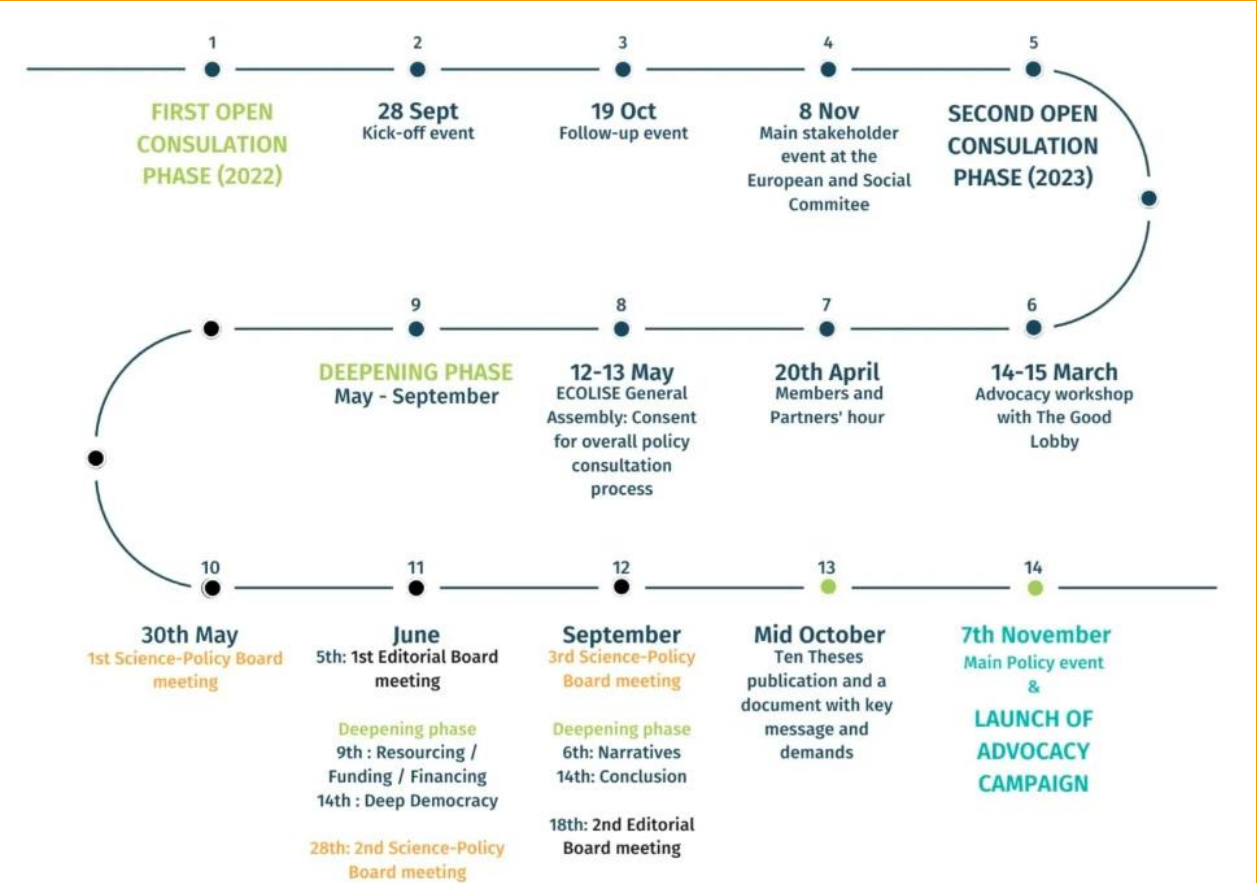 1
FIRST OPEN
CONSULATION
PHASE (2022)
2
28 Sept
Kick-off event
3
19 Oct
Follow-up event
4
8 Nov
Main stakeholder
event at the
European and Social
Commitee
5
SECOND OPEN
CONSULATION
PHASE (2023)
9
DEEPENING PHASE
May - September
8
12-13 May
ECOLISE General
Assembly: Consent
for overall policy
consultation
process
7
20th April
Members and
Partners' hour
6
14-15 March
Advocacy workshop
with The Good
Lobby
10
30th May
1st Science-Policy Board
meeting
11
June
5th: 1st Editorial Board
meeting
Deepening phase
9th : Resourcing /
Funding / Financing
14th : Deep Democracy
28th: 2nd Science-Policy
Board meeting
12
September
3rd Science-Policy
Board meeting
Deepening phase
6th: Narratives
14th: Conclusion
18th: 2nd Editorial
Board meeting
13
Mid October
Ten Theses
publication and a
document with key
message and
demands
14
7th November
Main Policy event
&
LAUNCH OF
ADVOCACY
CAMPAIGN